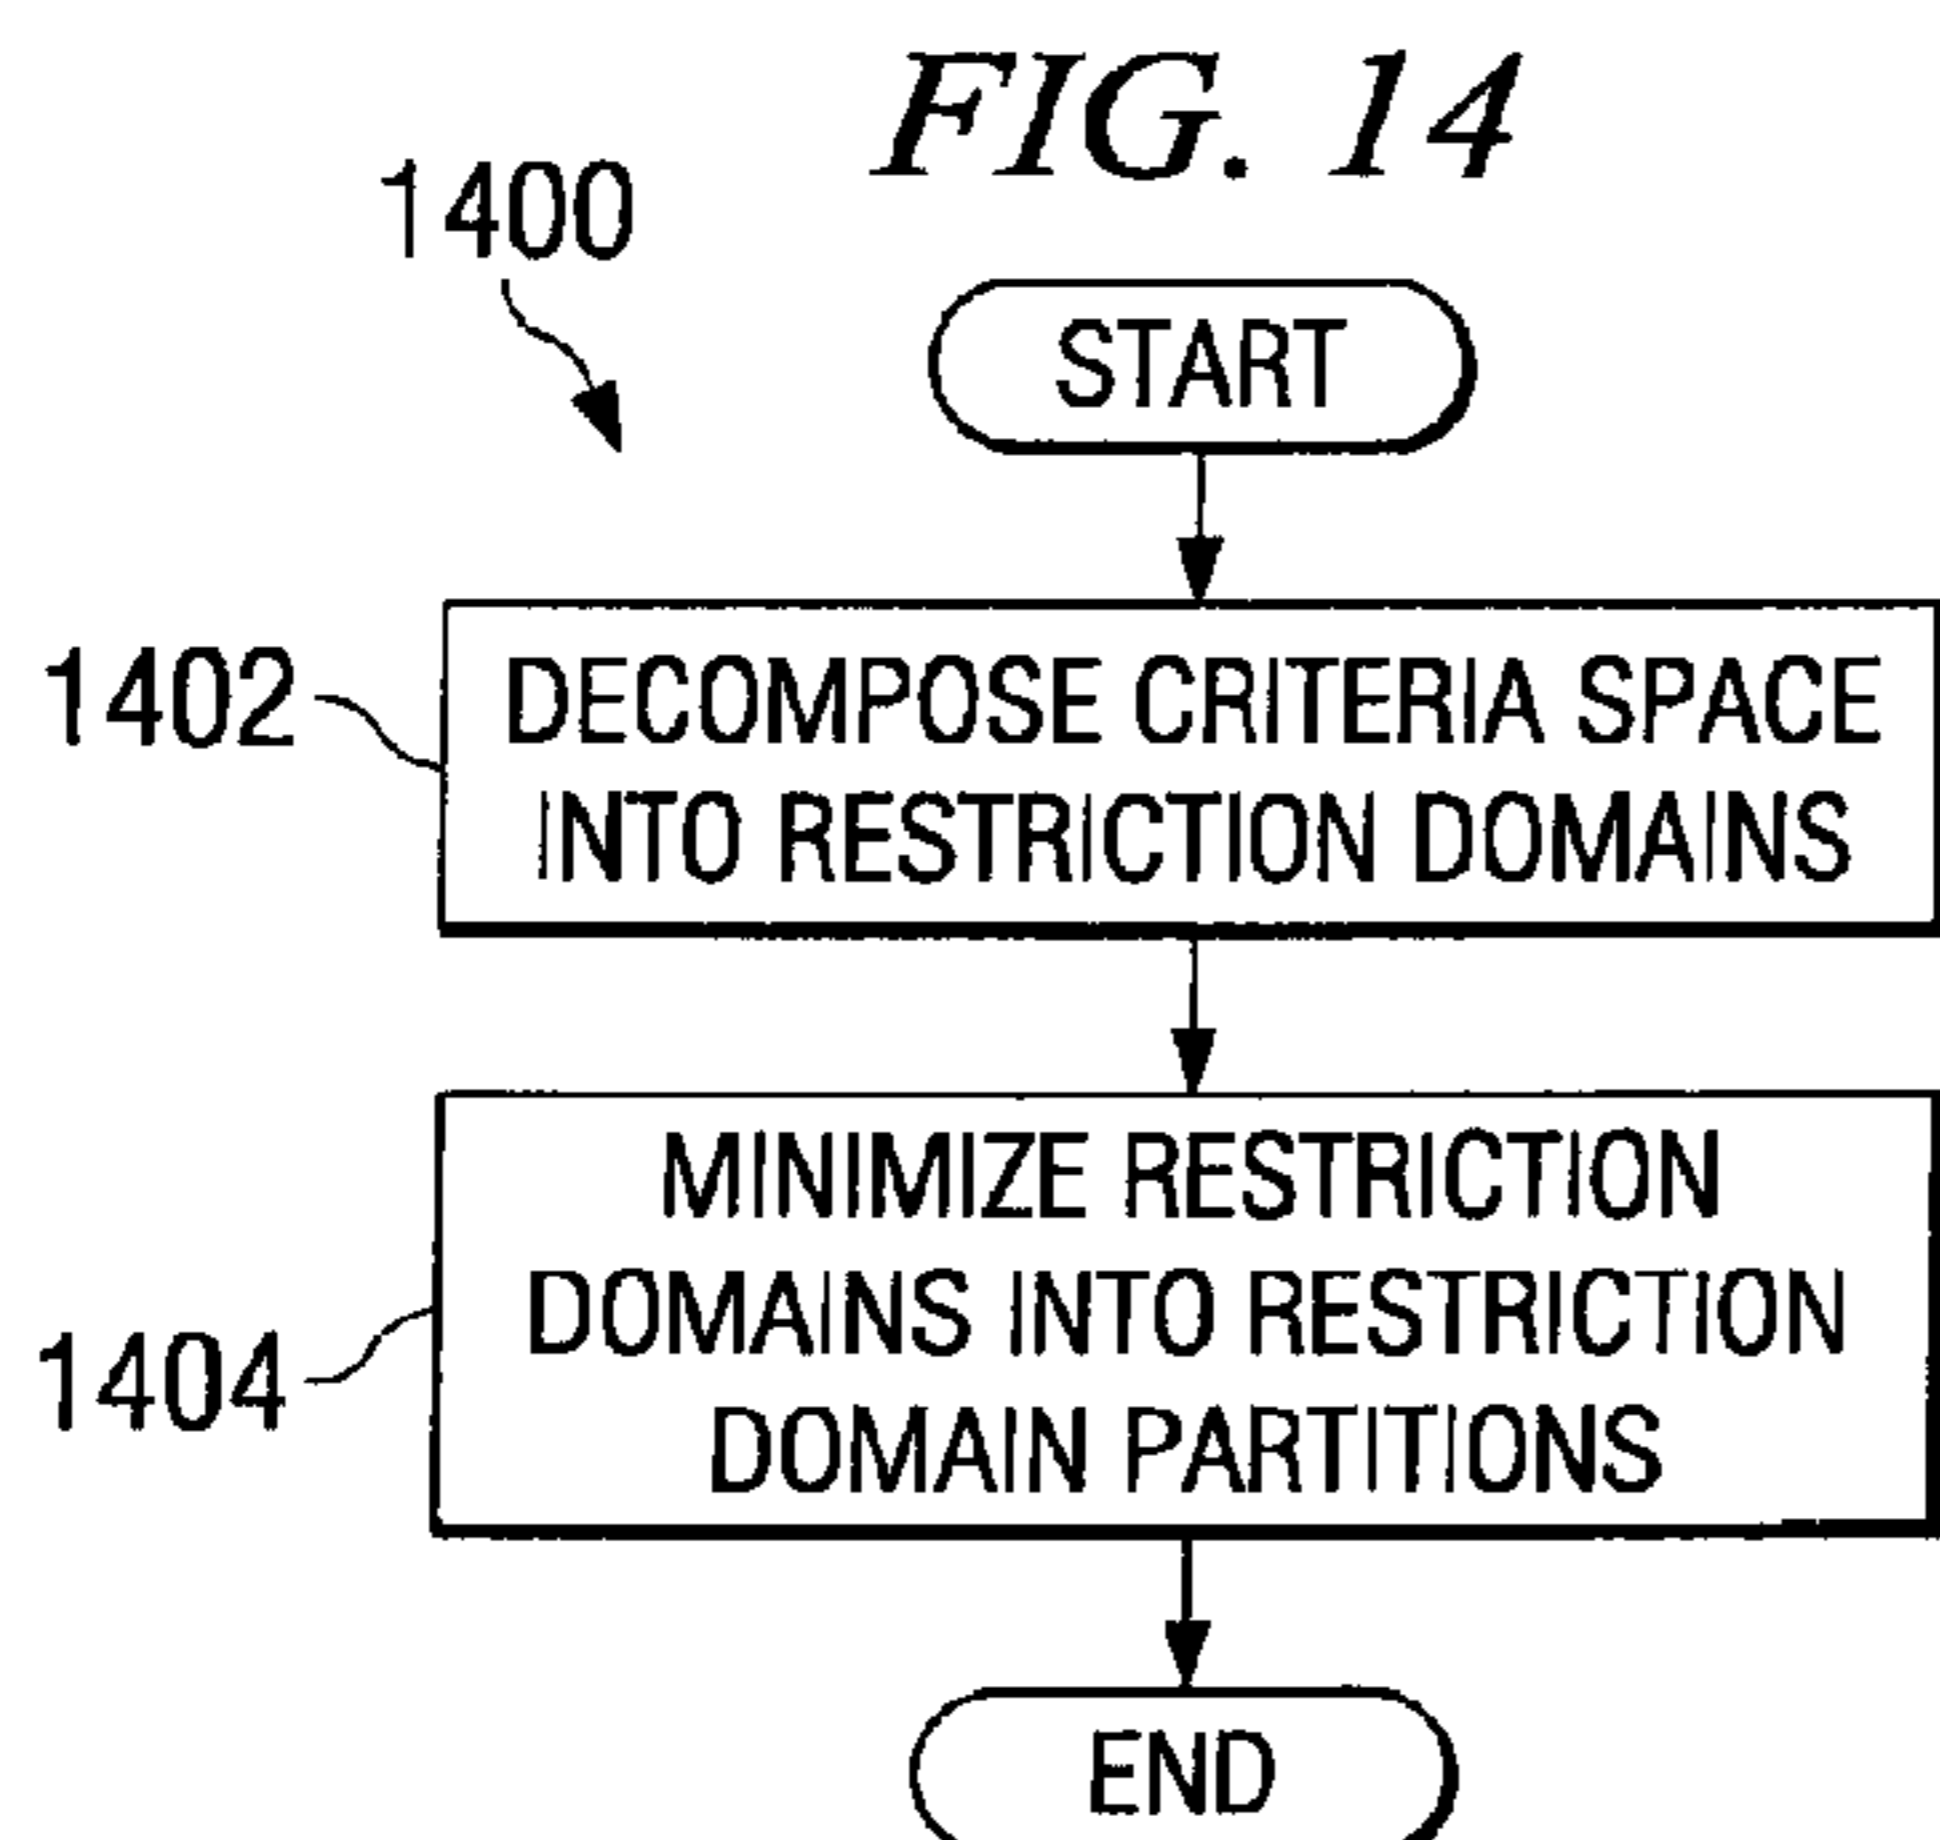 FIG. 14
1400
START
1402
DECOMPOSE CRITERIA SPACE
INTO RESTRICTION DOMAINS
MINIMIZE RESTRICTION
DOMAINS INTO RESTRICTION
DOMAIN PARTITIONS
1404
END